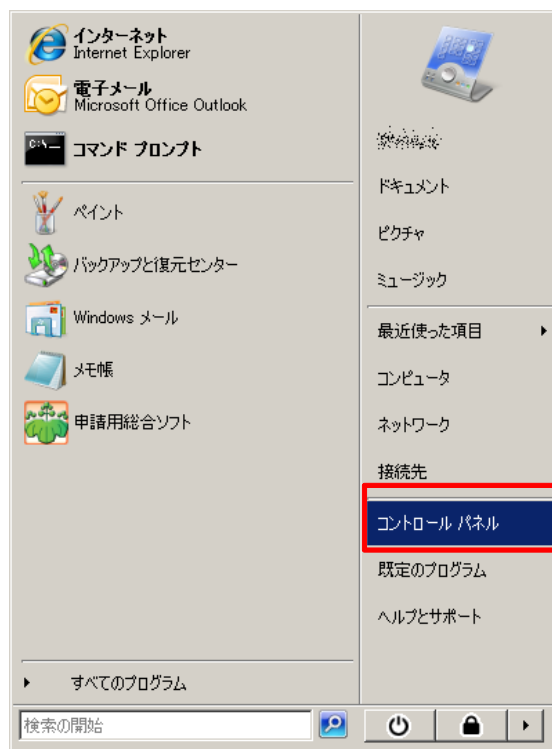 インターネット
Internet Explorer
電子メール
Microsoft Office Outlook
コマンド プロンプト
ペイント
バックアップと復元センター
Windows メール
メモ帳
申請用総合ソフト
すべてのプログラム
検索の開始
ドキュメント
ピクチャ
ミュージック
最近使った項目
コンピュータ
ネットワーク
接続先
コントロール パネル
既定のプログラム
ヘルプとサポート